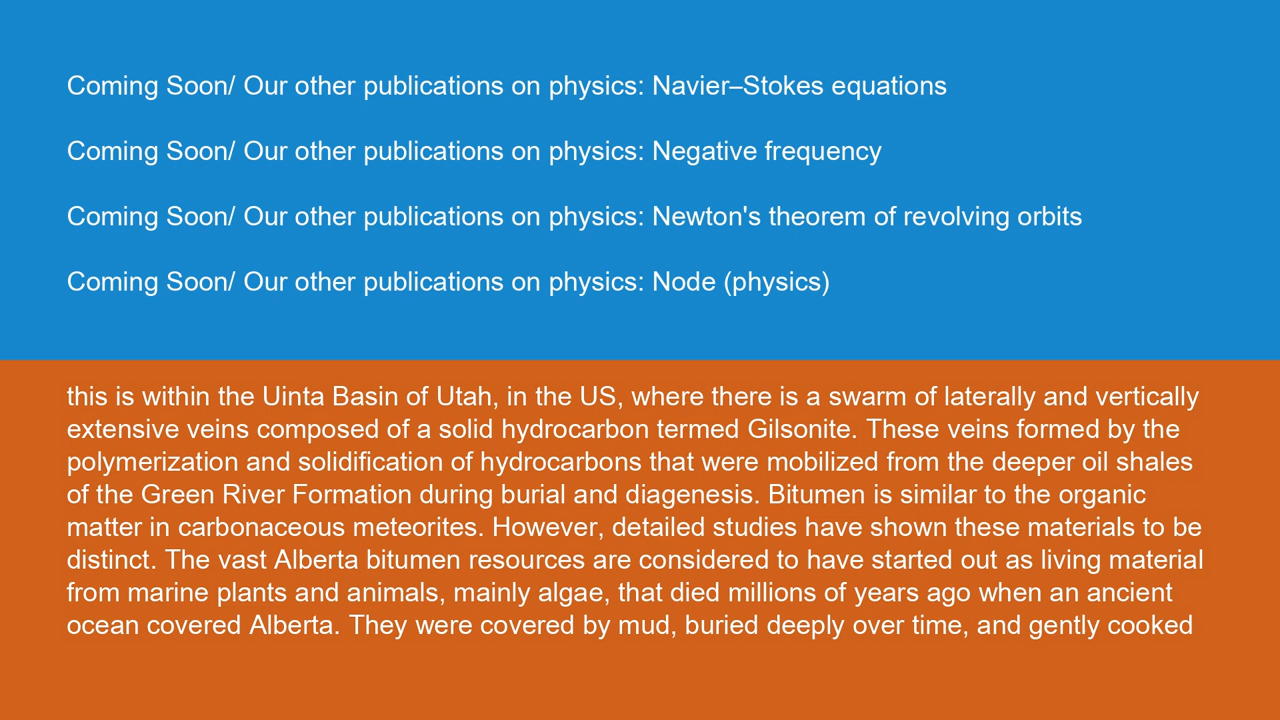 Coming Soon/ Our other publications on physics: Navier–Stokes equations
Coming Soon/ Our other publications on physics: Negative frequency
Coming Soon/ Our other publications on physics: Newton's theorem of revolving orbits
Coming Soon/ Our other publications on physics: Node (physics)
this is within the Uinta Basin of Utah, in the US, where there is a swarm of laterally and vertically
extensive veins composed of a solid hydrocarbon termed Gilsonite. These veins formed by the
polymerization and solidification of hydrocarbons that were mobilized from the deeper oil shales
of the Green River Formation during burial and diagenesis. Bitumen is similar to the organic
matter in carbonaceous meteorites. However, detailed studies have shown these materials to be
distinct. The vast Alberta bitumen resources are considered to have started out as living material
from marine plants and animals, mainly algae, that died millions of years ago when an ancient
ocean covered Alberta. They were covered by mud, buried deeply over time, and gently cooked